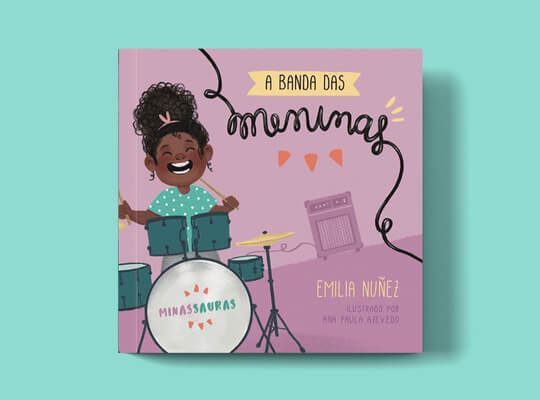 A BANDA DAS
meninas
EMILIA NUÑEZ
ILUSTRADO POR
ANA PAULA AZEVEDO
MINASSAURAS